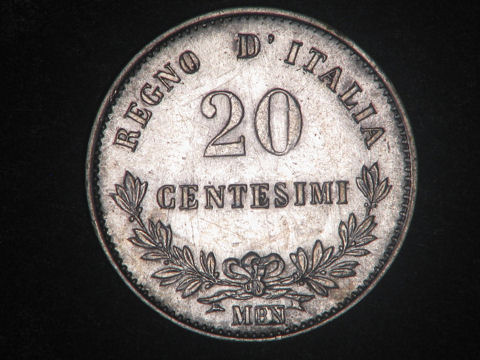 REGNO D'ITALIA
20
CENTESIMI
MBN